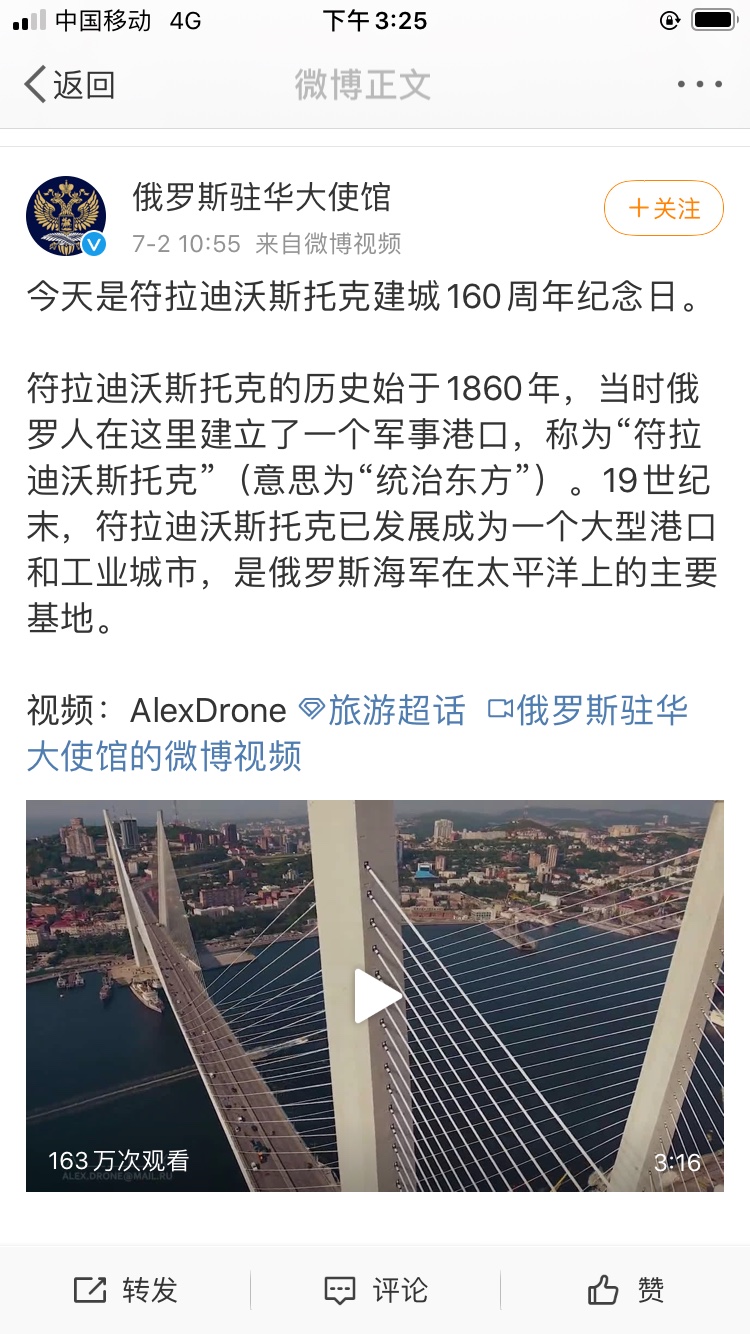 中国移动 4G 下午3:25
返回 微博正文
俄罗斯驻华大使馆
+关注
7-2 10:55 来自微博视频
今天是符拉迪沃斯托克建城160周年纪念日。
符拉迪沃斯托克的历史始于1860年，当时俄
罗人在这里建立了一个军事港口，称为“符拉
迪沃斯托克”（意思为“统治东方”）。19世纪
末，符拉迪沃斯托克已发展成为一个大型港口
和工业城市，是俄罗斯海军在太平洋上的主要
基地。
视频：AlexDrone 旅游超话 俄罗斯驻华
大使馆的微博视频
163万次观看 3:16
ALEX.DRONE@MAIL.RU
转发 评论 赞